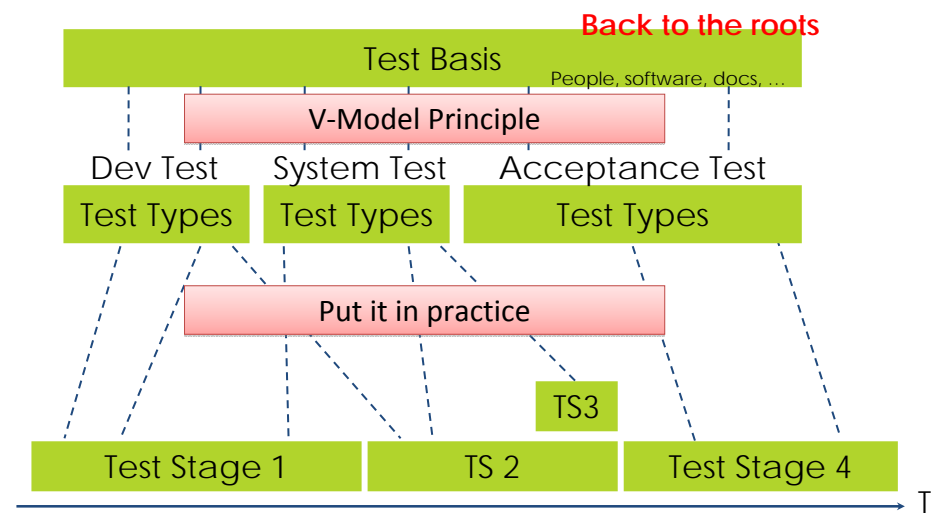 Back to the roots
Test Basis
People, software, docs, …
V-Model Principle
Dev Test System Test Acceptance Test
Test Types Test Types Test Types
Put it in practice
TS3
Test Stage 1 TS 2 Test Stage 4
T